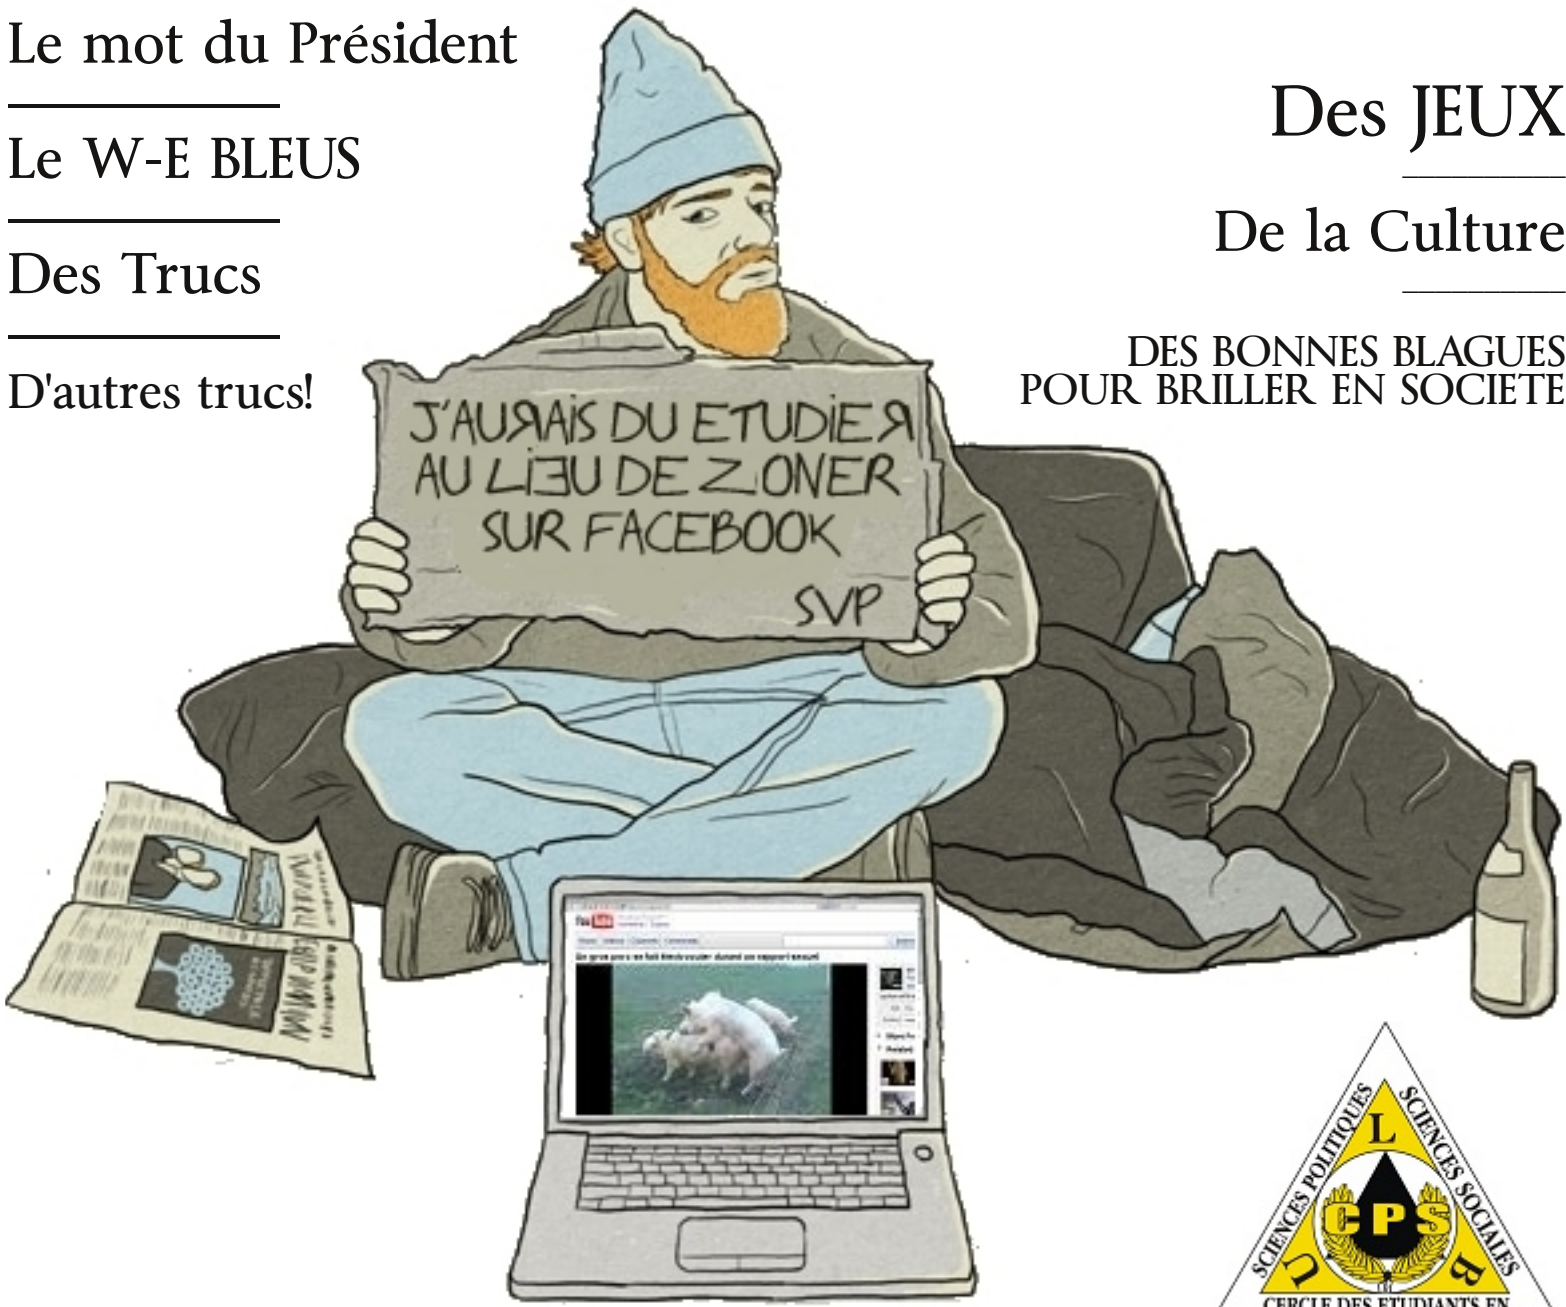 Le mot du Président
Le W-E BLEUS
Des Trucs
D'autres trucs!
Des JEUX
De la Culture
DES BONNES BLAGUES
POUR BRILLER EN SOCIETE
J'AURAIS DU ETUDIER
AU LIEU DE ZONER
SUR FACEBOOK
SVP
You Tube
SCIENCES POLITIQUES
SCIENCES SOCIALES
U L B
CPS
CERCLE DES ETUDIANTS EN